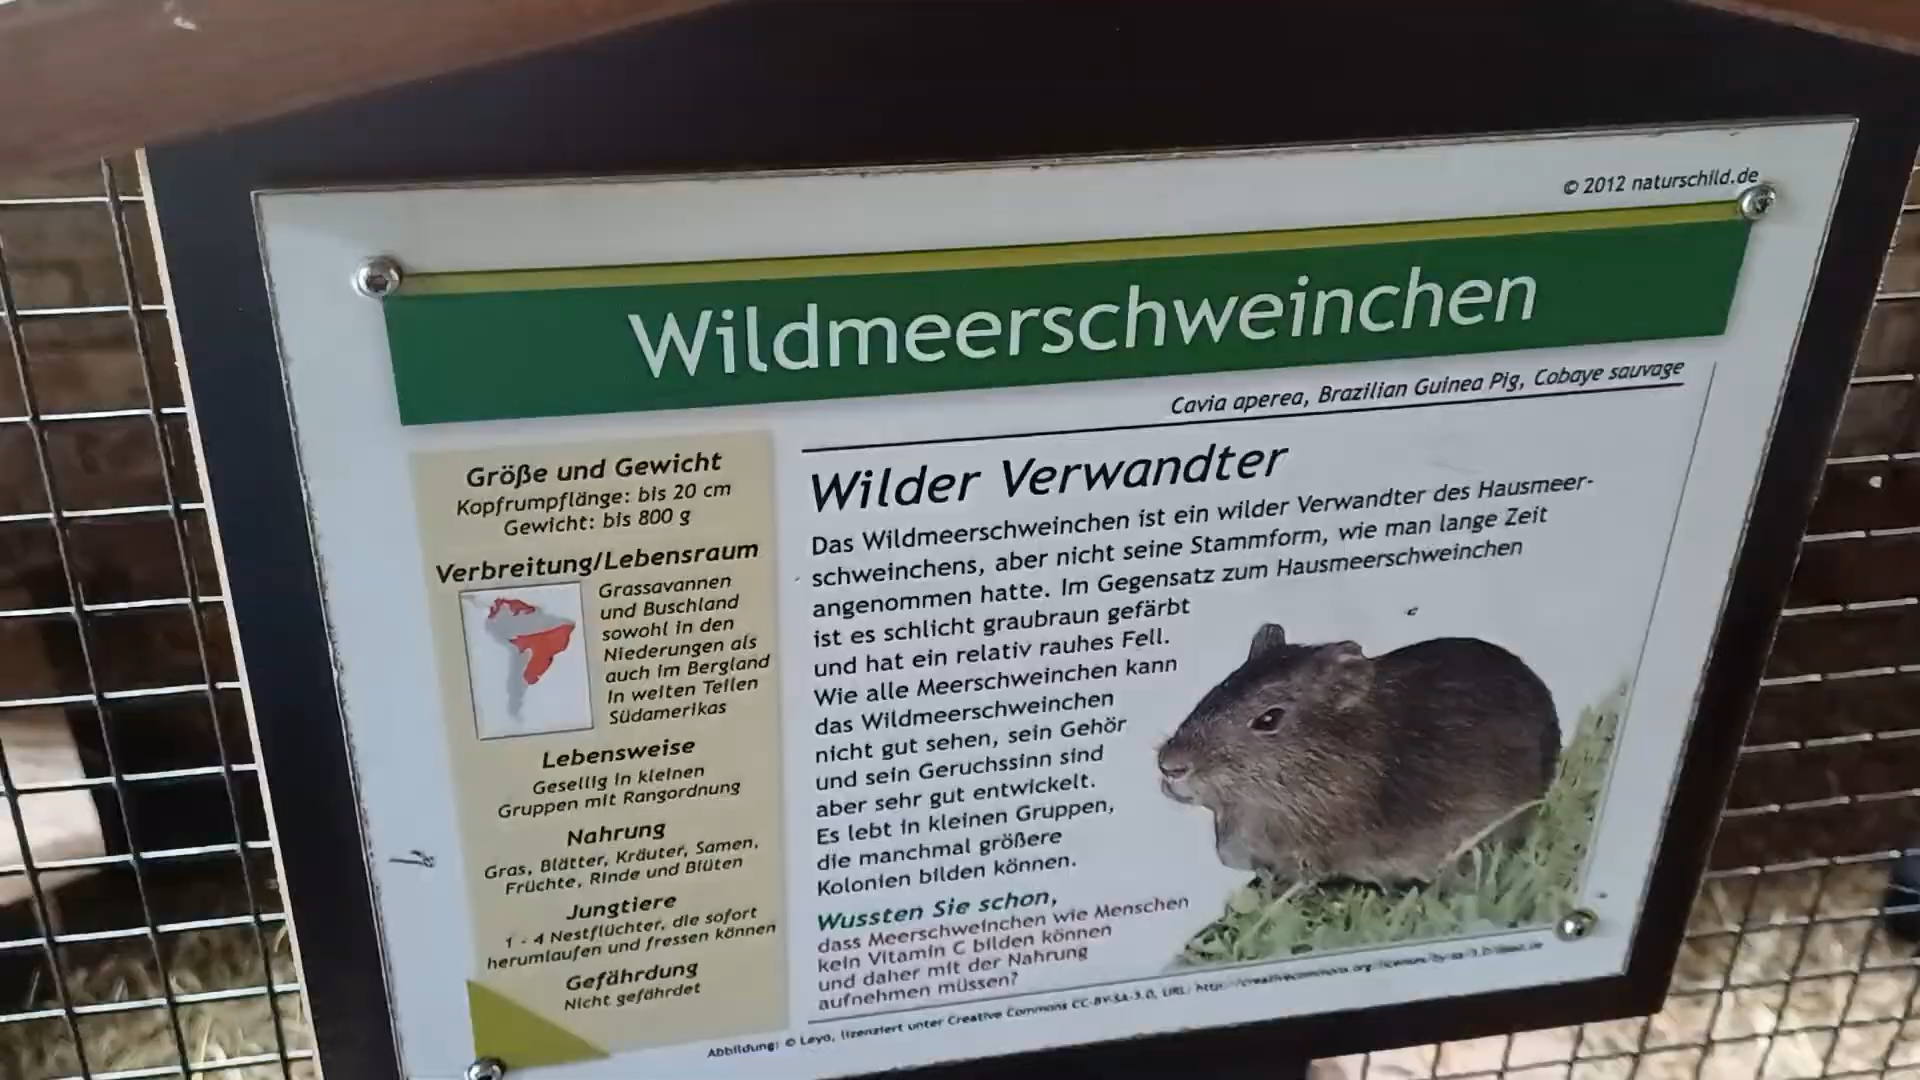 © 2012 naturschild.de
Wildmeerschweinchen
Cavia aperea, Brazilian Guinea Pig, Cobaye sauvage
Größe und Gewicht
Kopfrumpflänge: bis 20 cm
Gewicht: bis 800 g
Verbreitung/Lebensraum
Grassavannen
und Buschland
sowohl in den
Niederungen als
auch im Bergland
in weiten Teilen
Südamerikas
Lebensweise
Gesellig in kleinen
Gruppen mit Rangordnung
Nahrung
Gras, Blätter, Kräuter, Samen,
Früchte, Rinde und Blüten
Jungtiere
1 - 4 Nestflüchter, die sofort
herumlaufen und fressen können
Gefährdung
Nicht gefährdet
Wilder Verwandter
Das Wildmeerschweinchen ist ein wilder Verwandter des Hausmeer-
schweinchens, aber nicht seine Stammform, wie man lange Zeit
angenommen hatte. Im Gegensatz zum Hausmeerschweinchen
ist es schlicht graubraun gefärbt
und hat ein relativ rauhes Fell.
Wie alle Meerschweinchen kann
das Wildmeerschweinchen
nicht gut sehen, sein Gehör
und sein Geruchssinn sind
aber sehr gut entwickelt.
Es lebt in kleinen Gruppen,
die manchmal größere
Kolonien bilden können.
Wussten Sie schon,
dass Meerschweinchen wie Menschen
kein Vitamin C bilden können
und daher mit der Nahrung
aufnehmen müssen?
Abbildung: © Leyo, lizenziert unter Creative Commons CC-BY-SA-3.0, URL: